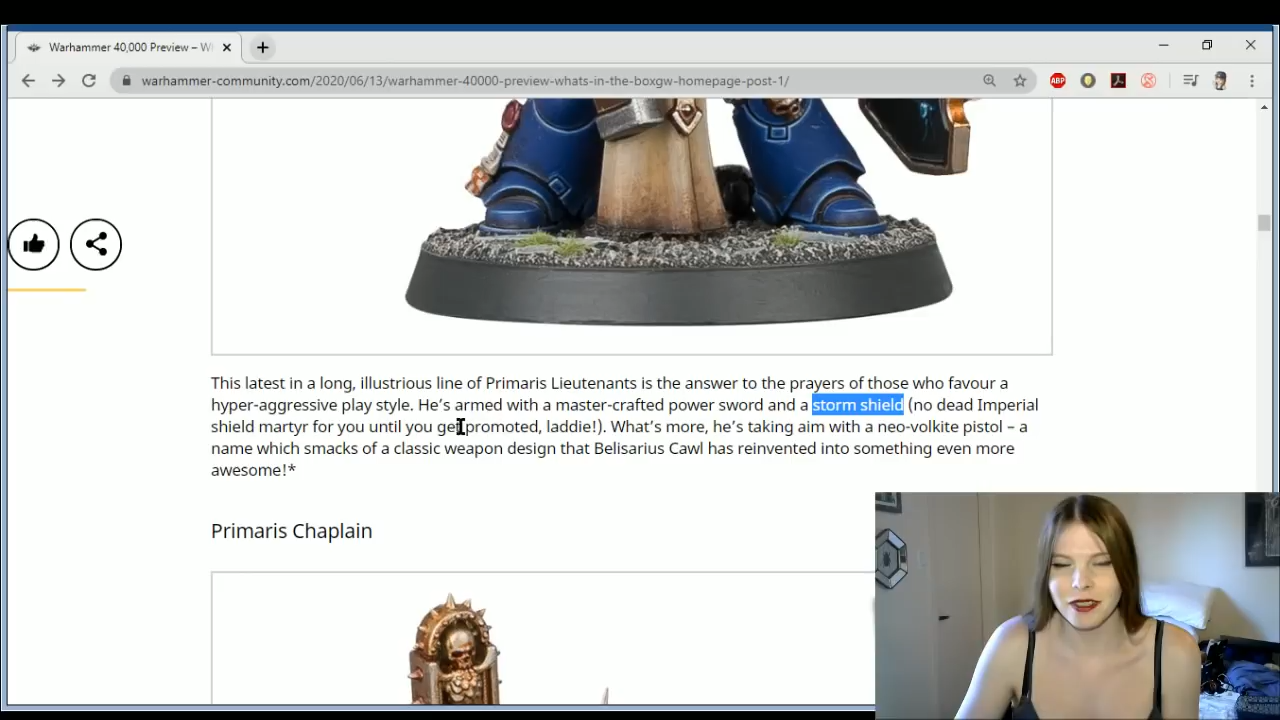 Warhammer 40,000 Preview – W
warhammer-community.com/2020/06/13/warhammer-40000-preview-whats-in-the-boxgw-homepage-post-1/
ABP
This latest in a long, illustrious line of Primaris Lieutenants is the answer to the prayers of those who favour a
hyper-aggressive play style. He’s armed with a master-crafted power sword and a storm shield (no dead Imperial
shield martyr for you until you get promoted, laddie!). What’s more, he’s taking aim with a neo-volkite pistol – a
name which smacks of a classic weapon design that Belisarius Cawl has reinvented into something even more
awesome!*
Primaris Chaplain